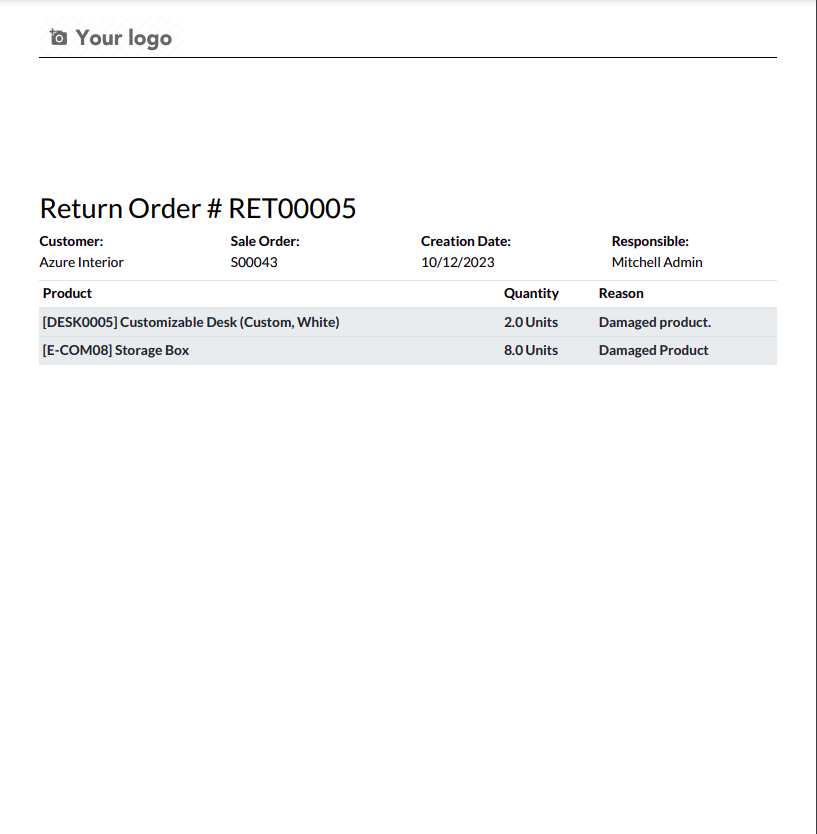 Your logo
Return Order # RET00005
Customer: Sale Order: Creation Date: Responsible:
Azure Interior S00043 10/12/2023 Mitchell Admin
Product Quantity Reason
[DESK0005] Customizable Desk (Custom, White) 2.0 Units Damaged product.
[E-COM08] Storage Box 8.0 Units Damaged Product